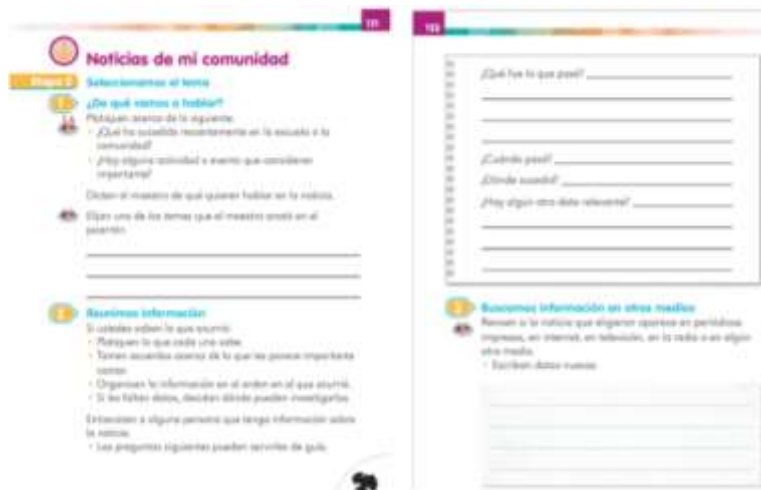 Noticias de mi comunidad
Etapa 1 Seleccionamos el tema
1 ¿De qué vamos a hablar?
Platiquen acerca de lo siguiente:
• ¿Qué ha sucedido recientemente en la escuela o la
comunidad?
• ¿Hay alguna actividad o evento que consideren
importante?
Dicten al maestro de qué quieren hablar en la noticia.
Elijan uno de los temas que el maestro anotó en el
pizarrón.
2 Reunimos información
Si ustedes saben lo que ocurrió:
• Platiquen lo que cada uno sabe.
• Tomen acuerdos acerca de lo que les parece importante
contar.
• Organicen la información en el orden en el que ocurrió.
• Si les faltan datos, decidan dónde pueden investigarlos.
Entrevisten a alguna persona que tenga información sobre
la noticia.
• Las preguntas siguientes pueden servirles de guía.
¿Qué fue lo que pasó?
¿Cuándo pasó?
¿Dónde sucedió?
¿Hay algún otro dato relevante?
3 Buscamos información en otros medios
Revisen si la noticia que eligieron aparece en periódicos
impresos, en internet, en televisión, en la radio o en algún
otro medio.
• Escriban datos nuevos.